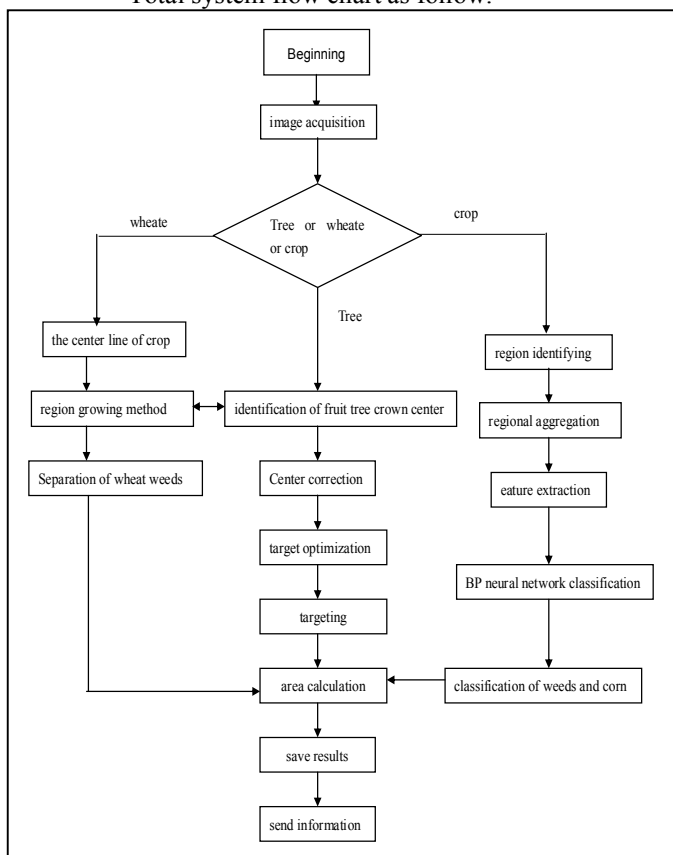 Total system flow chart as follow:
Beginning
image acquisition
Tree or wheate
or crop
wheate
crop
Tree
the center line of crop
region identifying
region growing method
identification of fruit tree crown center
regional aggregation
Separation of wheat weeds
Center correction
eature extraction
target optimization
BP neural network classification
targeting
area calculation
classification of weeds and corn
save results
send information